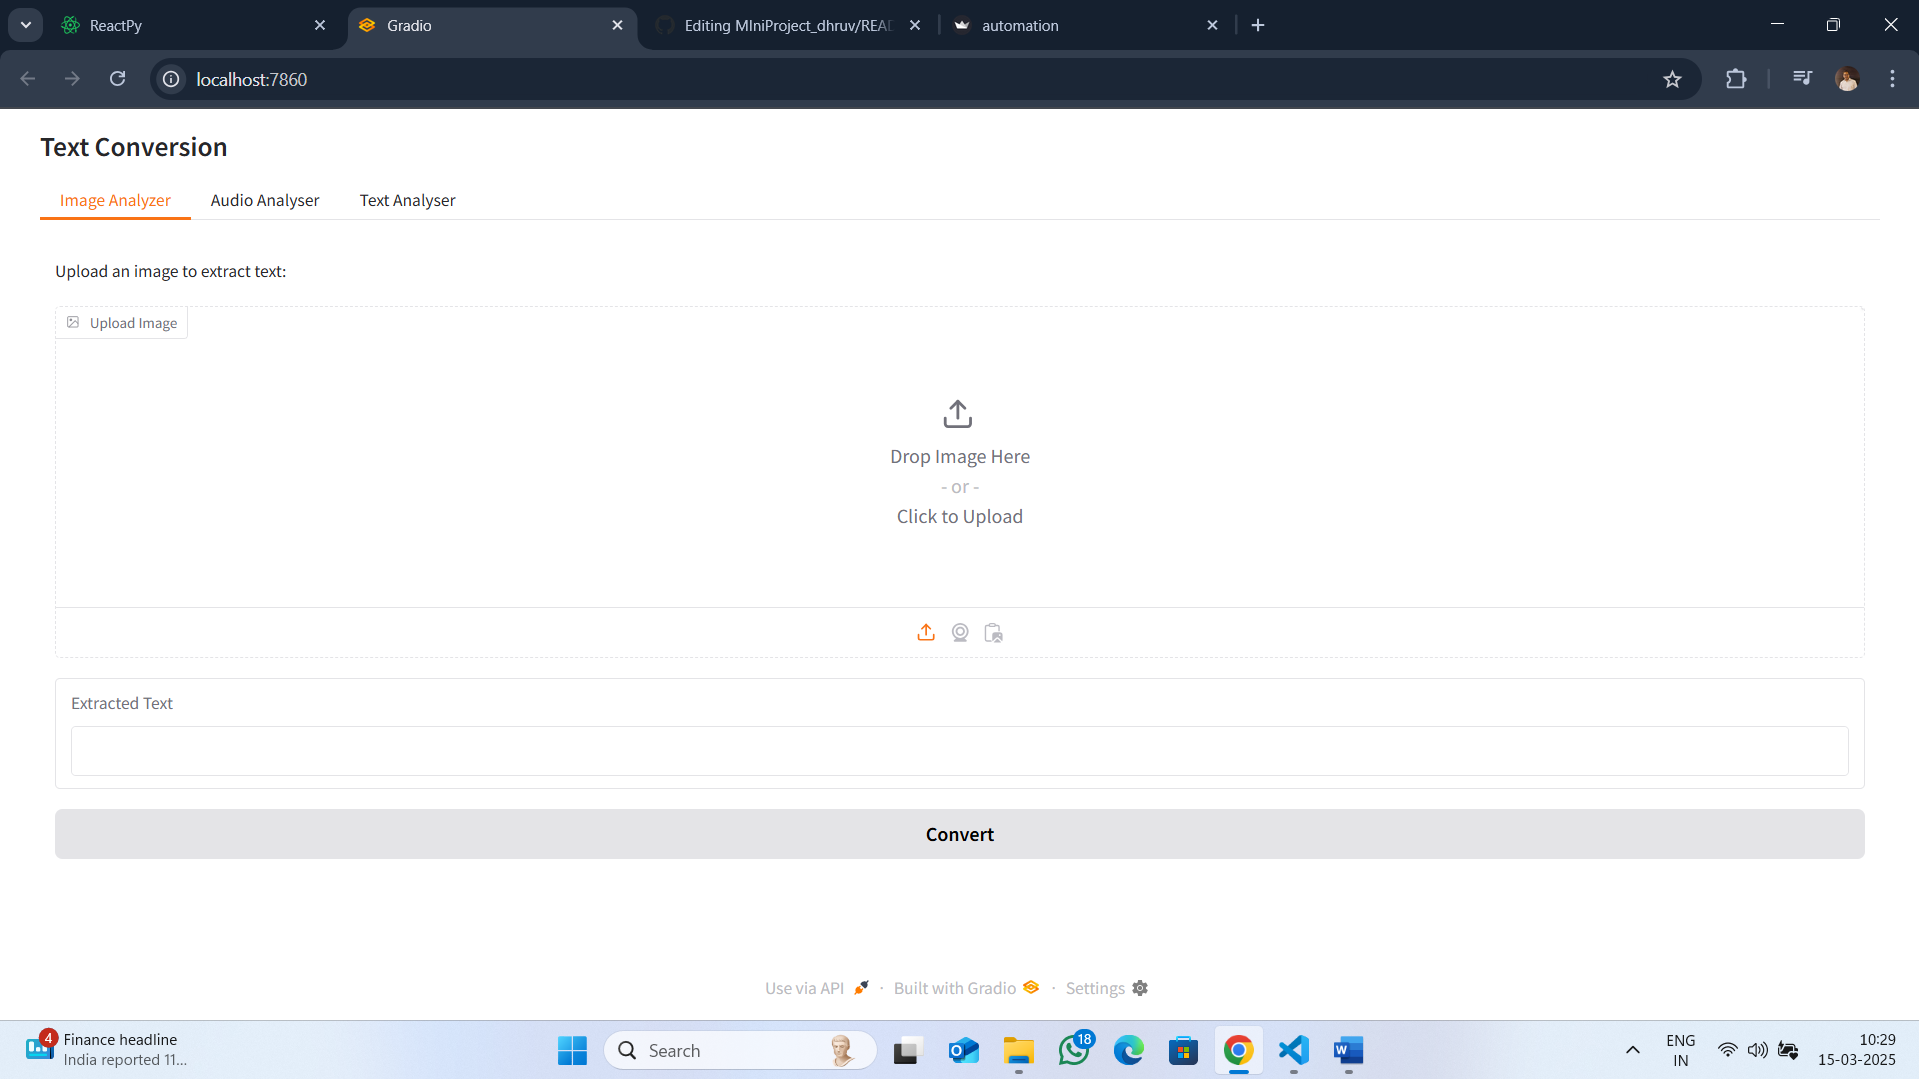 ReactPy
Gradio
Editing MIniProject_dhruv/READ
automation
localhost:7860
Text Conversion
Image Analyzer
Audio Analyser
Text Analyser
Upload an image to extract text:
Upload Image
Drop Image Here
- or -
Click to Upload
Extracted Text
Convert
Use via API · Built with Gradio · Settings
4
Finance headline
India reported 11...
Search
18
ENG
IN
10:29
15-03-2025